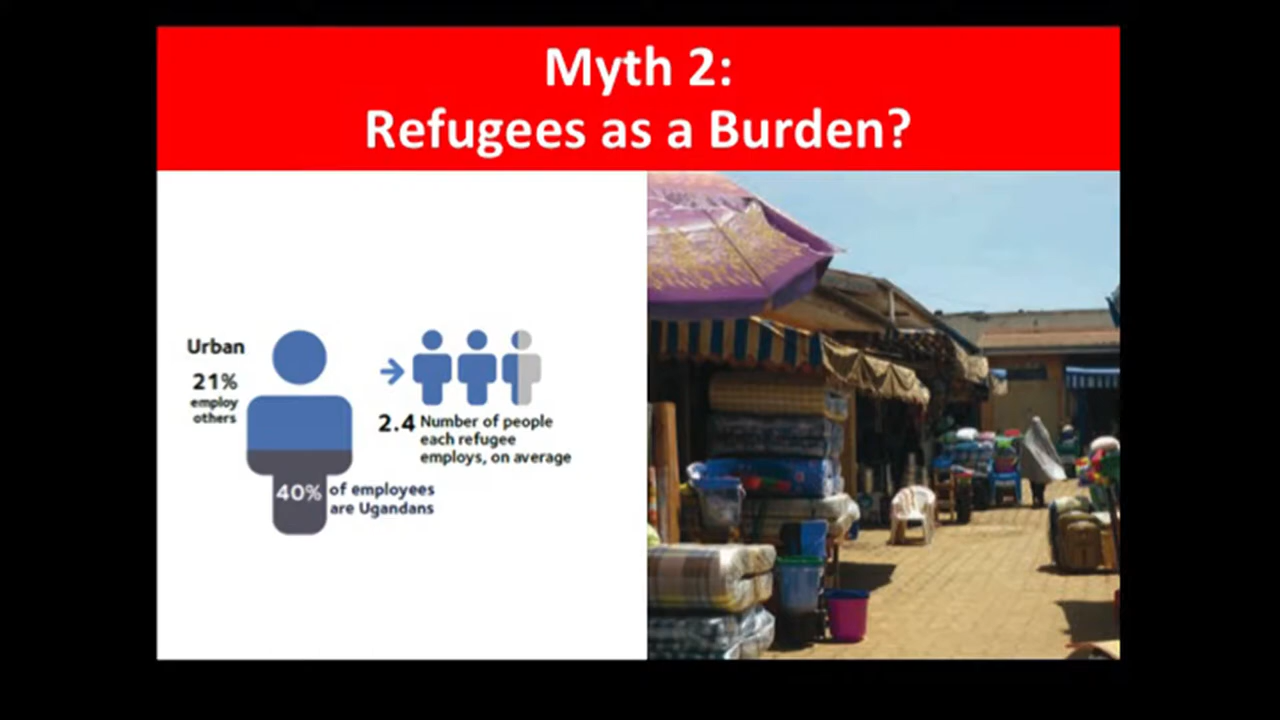 Myth 2:
Refugees as a Burden?
Urban
21%
employ
others
2.4 Number of people
each refugee
employs, on average
40% of employees
are Ugandans